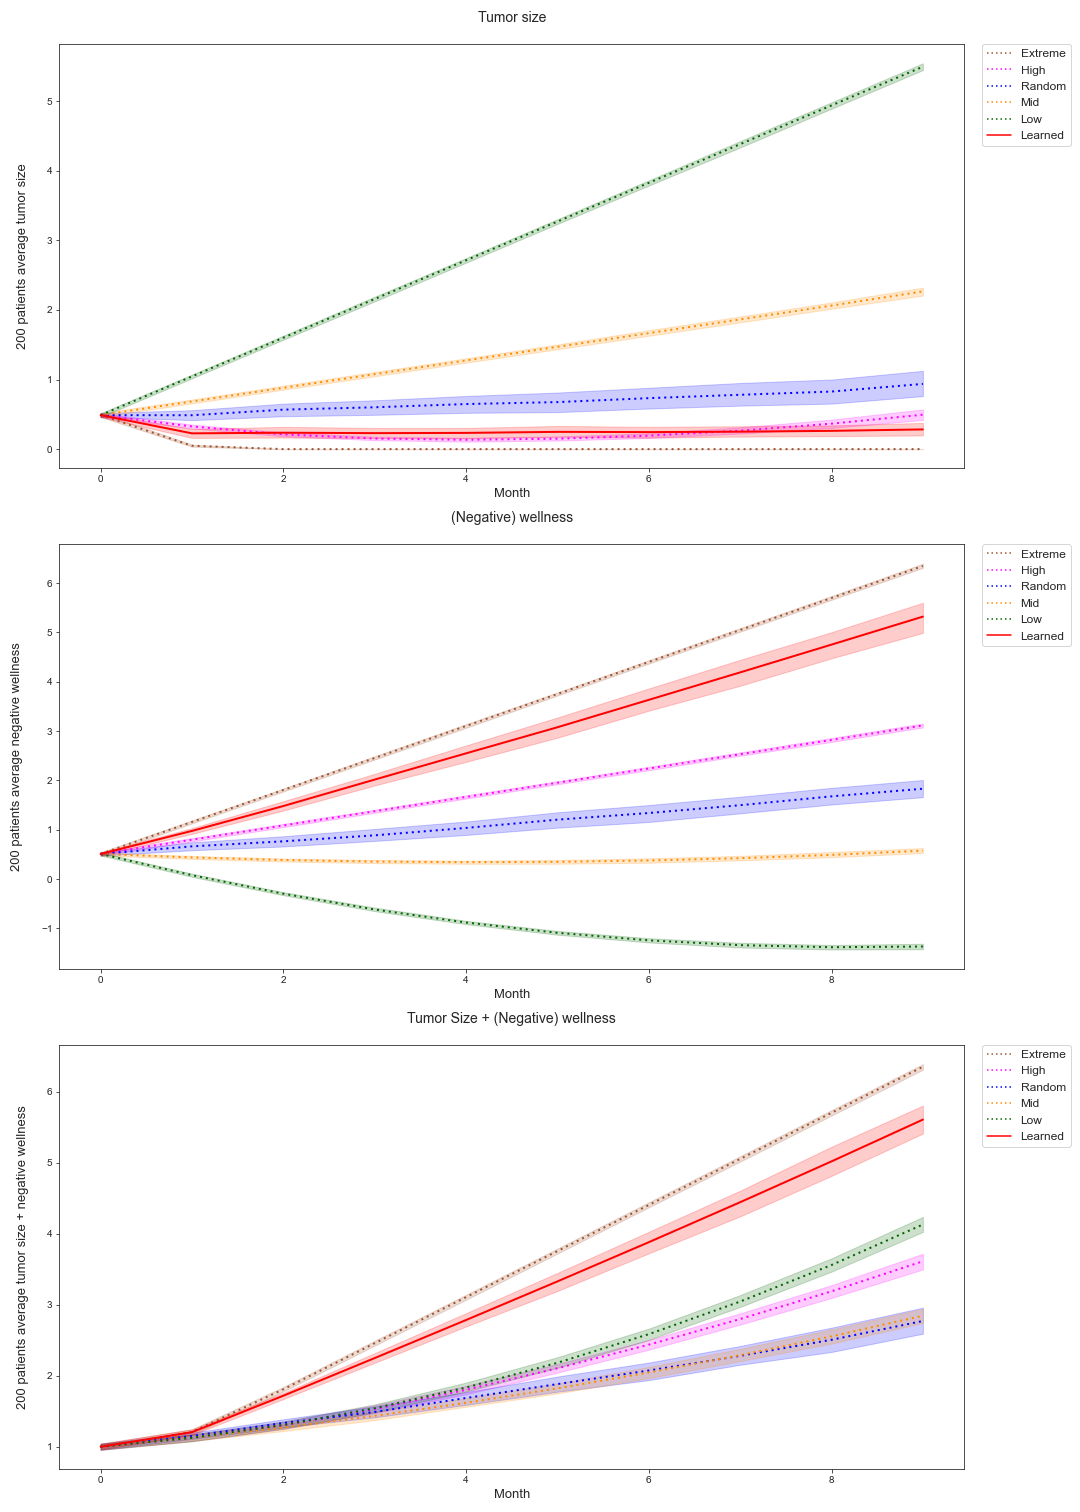 Tumor size
5
4
3
2
1
0
200 patients average tumor size
0 2 4 6 8
Month
Extreme
High
Random
Mid
Low
Learned
(Negative) wellness
6
5
4
3
2
1
0
−1
200 patients average negative wellness
0 2 4 6 8
Month
Extreme
High
Random
Mid
Low
Learned
Tumor Size + (Negative) wellness
6
5
4
3
2
1
200 patients average tumor size + negative wellness
0 2 4 6 8
Month
Extreme
High
Random
Mid
Low
Learned